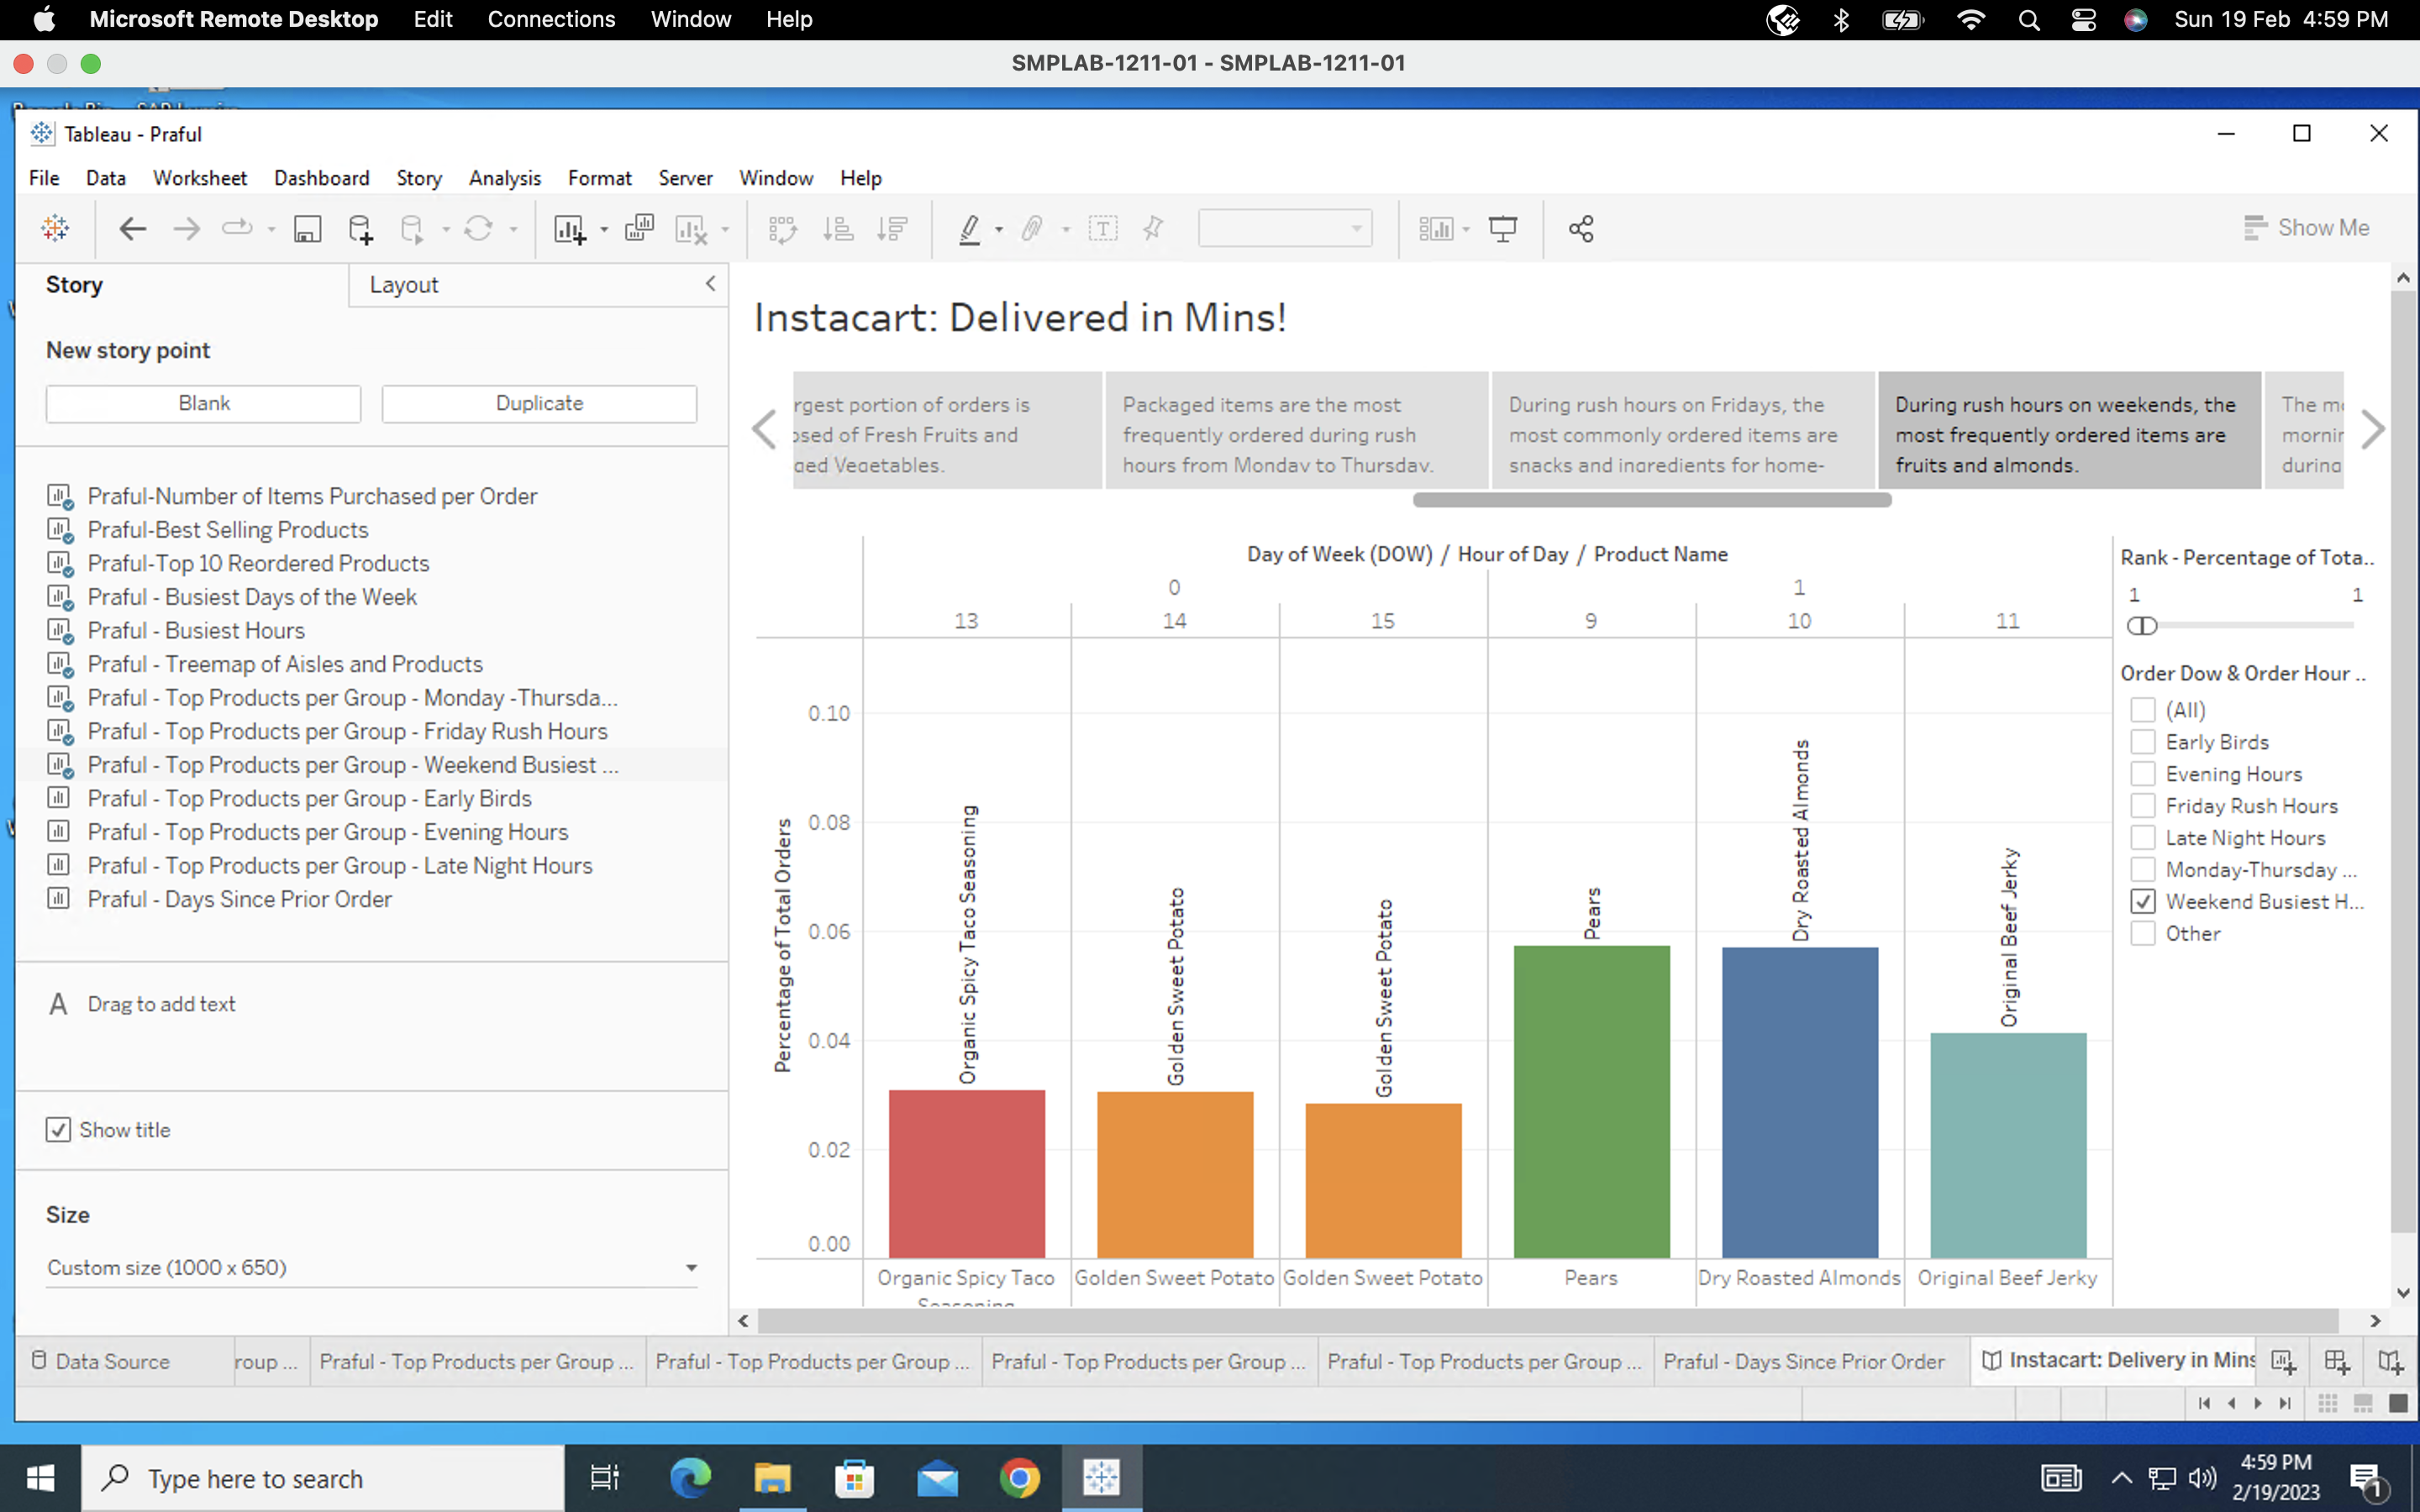 Microsoft Remote Desktop Edit Connections Window Help Sun 19 Feb 4:59 PM
SMPLAB-1211-01 - SMPLAB-1211-01
Tableau - Praful
File Data Worksheet Dashboard Story Analysis Format Server Window Help
Show Me
Story Layout
New story point
Blank Duplicate
Praful-Number of Items Purchased per Order
Praful-Best Selling Products
Praful-Top 10 Reordered Products
Praful - Busiest Days of the Week
Praful - Busiest Hours
Praful - Treemap of Aisles and Products
Praful - Top Products per Group - Monday -Thursda...
Praful - Top Products per Group - Friday Rush Hours
Praful - Top Products per Group - Weekend Busiest ...
Praful - Top Products per Group - Early Birds
Praful - Top Products per Group - Evening Hours
Praful - Top Products per Group - Late Night Hours
Praful - Days Since Prior Order
A Drag to add text
Show title
Size
Custom size (1000 x 650)
Instacart: Delivered in Mins!
rgest portion of orders is
osed of Fresh Fruits and
aged Vegetables.
Packaged items are the most
frequently ordered during rush
hours from Monday to Thursday.
During rush hours on Fridays, the
most commonly ordered items are
snacks and ingredients for home-
During rush hours on weekends, the
most frequently ordered items are
fruits and almonds.
The m
mornin
during
Day of Week (DOW) / Hour of Day / Product Name
0 1
13 14 15 9 10 11
Percentage of Total Orders
0.10
0.08
0.06
0.04
0.02
0.00
Organic Spicy Taco Seasoning
Golden Sweet Potato
Golden Sweet Potato
Pears
Dry Roasted Almonds
Original Beef Jerky
Organic Spicy Taco
Seasoning
Golden Sweet Potato
Golden Sweet Potato
Pears
Dry Roasted Almonds
Original Beef Jerky
Rank - Percentage of Tota..
1 1
Order Dow & Order Hour ..
(All)
Early Birds
Evening Hours
Friday Rush Hours
Late Night Hours
Monday-Thursday ...
Weekend Busiest H...
Other
Data Source roup ... Praful - Top Products per Group ... Praful - Top Products per Group ... Praful - Top Products per Group ... Praful - Top Products per Group ... Praful - Days Since Prior Order Instacart: Delivery in Mins
Type here to search
4:59 PM
2/19/2023
1